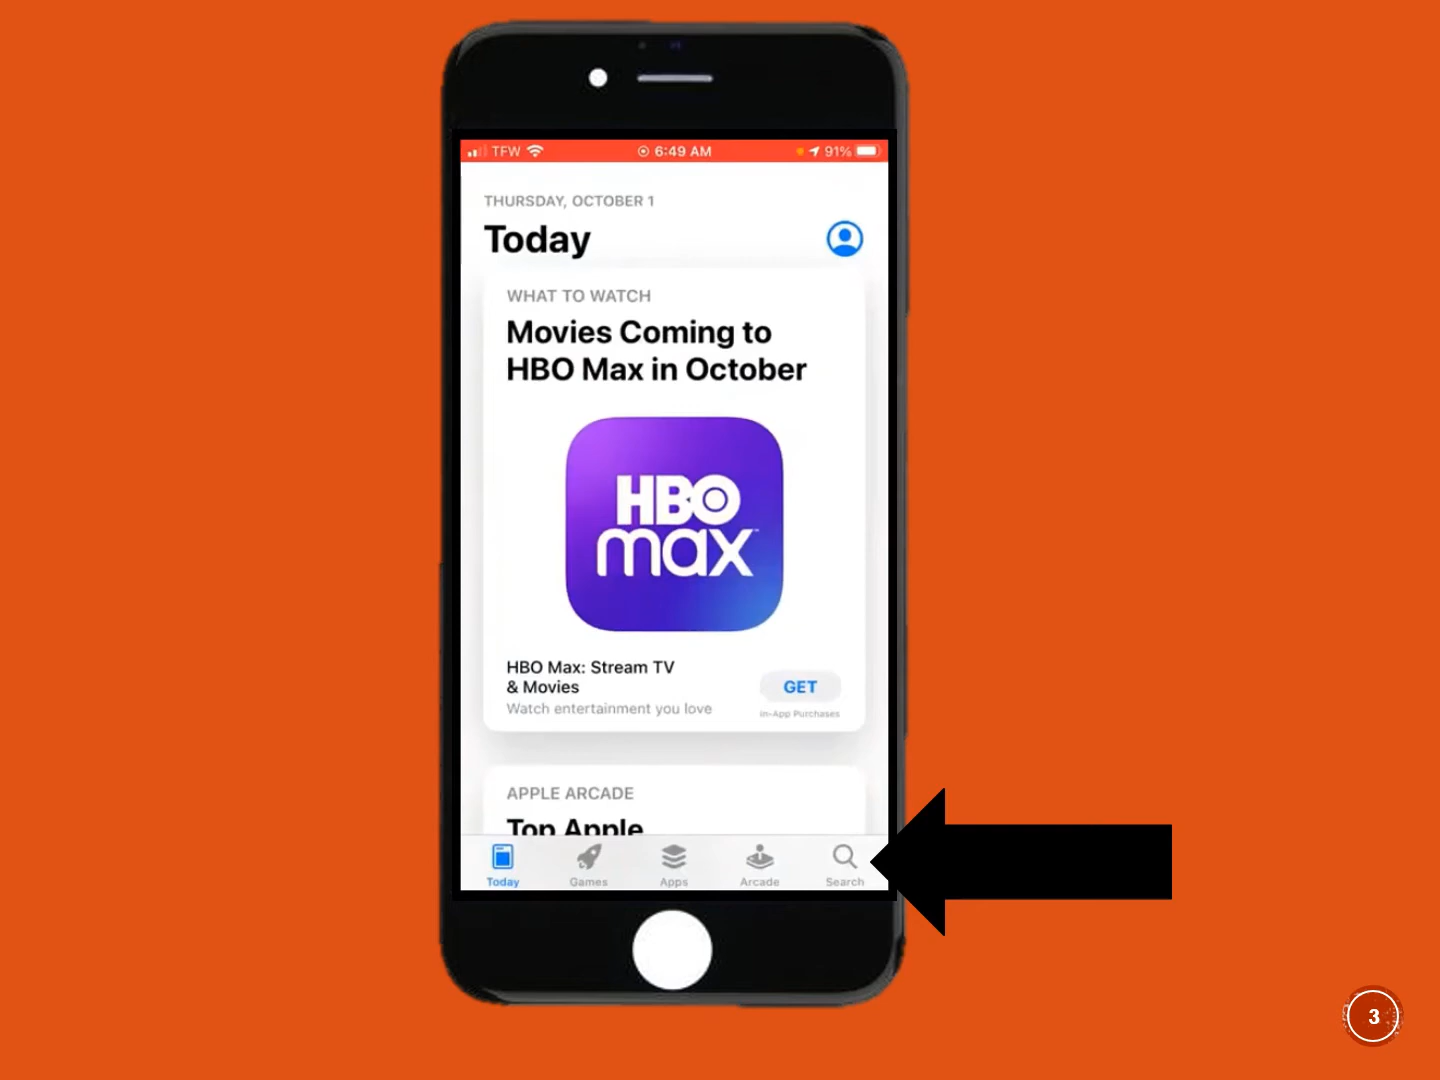 TFW 6:49 AM 91%
THURSDAY, OCTOBER 1
Today
WHAT TO WATCH
Movies Coming to
HBO Max in October
HBO
max
HBO Max: Stream TV
& Movies
Watch entertainment you love
GET
In-App Purchases
APPLE ARCADE
Top Apple
Today Games Apps Arcade Search
3